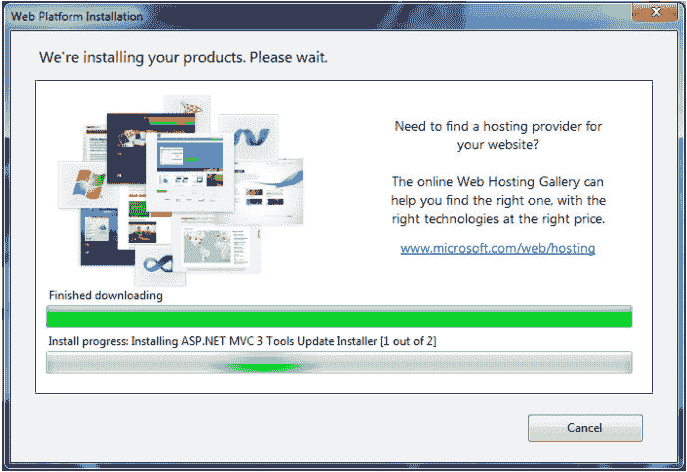 Web Platform Installation
We're installing your products. Please wait.
Need to find a hosting provider for
your website?
The online Web Hosting Gallery can
help you find the right one, with the
right technologies at the right price.
www.microsoft.com/web/hosting
Finished downloading
Install progress: Installing ASP.NET MVC 3 Tools Update Installer [1 out of 2]
Cancel